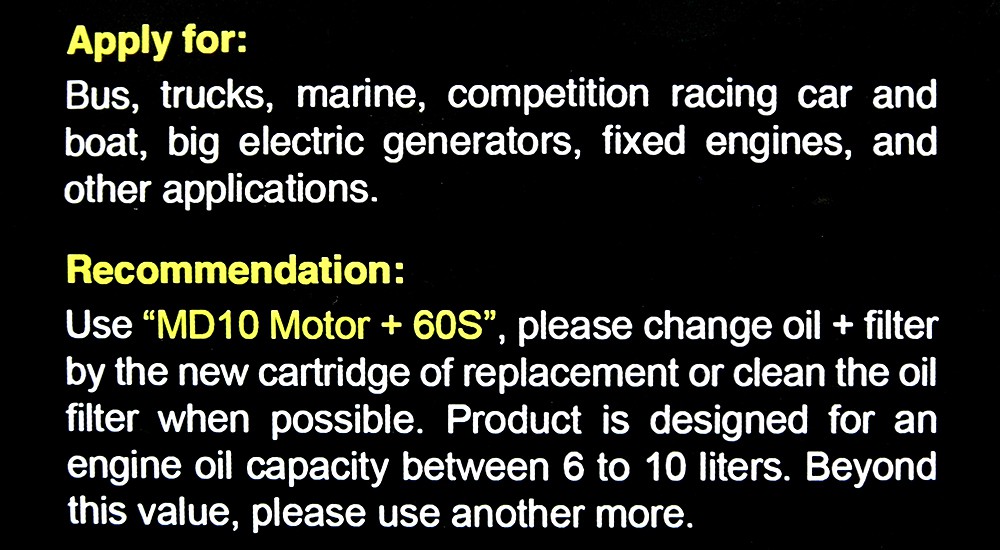 Apply for:
Bus, trucks, marine, competition racing car and
boat, big electric generators, fixed engines, and
other applications.
Recommendation:
Use “MD10 Motor + 60S”, please change oil + filter
by the new cartridge of replacement or clean the oil
filter when possible. Product is designed for an
engine oil capacity between 6 to 10 liters. Beyond
this value, please use another more.